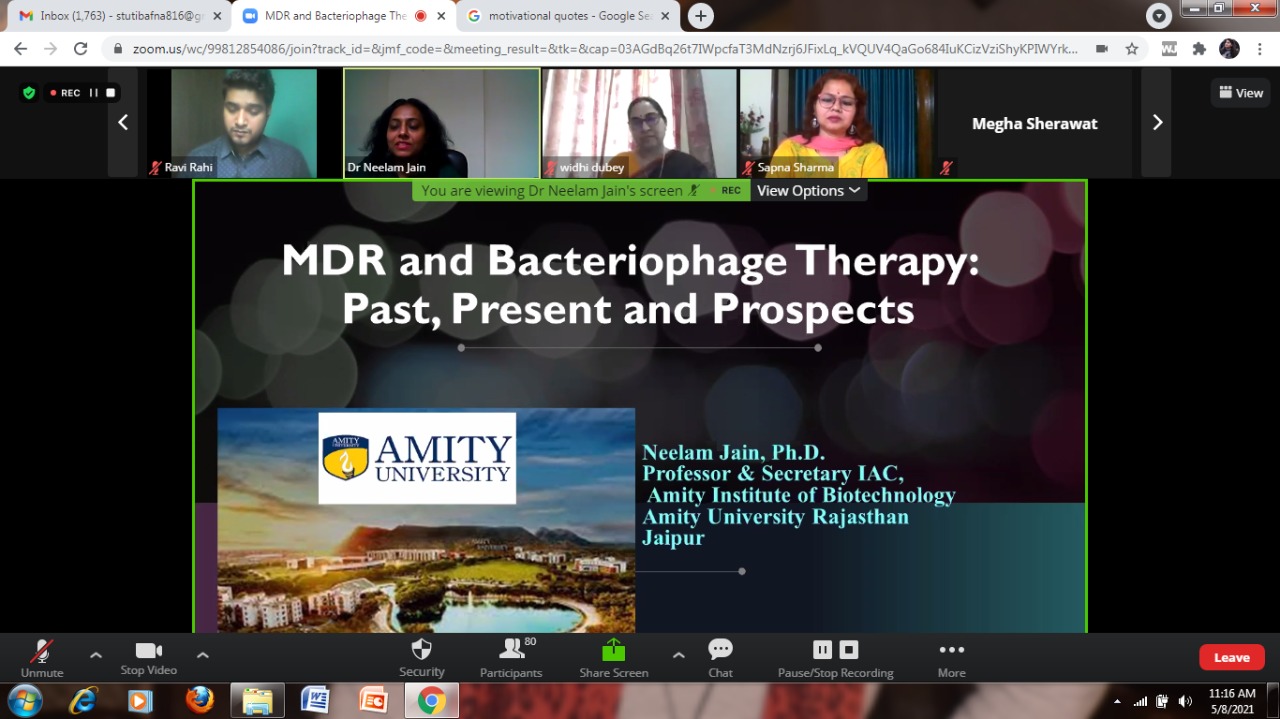 Inbox (1,763) - stutibafna816@gr
MDR and Bacteriophage The
motivational quotes - Google Sea
zoom.us/wc/99812854086/join?track_id=&jmf_code=&meeting_result=&tk=&cap=03AGdBq26t7IWpcfaT3MdNzrj6JFixLq_kVQUV4QaGo684IuKCizVziShyKPIWYrk...
REC
View
Megha Sherawat
Ravi Rahi
Dr Neelam Jain
widhi dubey
Sapna Sharma
You are viewing Dr Neelam Jain's screen
REC
View Options
MDR and Bacteriophage Therapy:
Past, Present and Prospects
AMITY
UNIVERSITY
Neelam Jain, Ph.D.
Professor & Secretary IAC,
Amity Institute of Biotechnology
Amity University Rajasthan
Jaipur
80
Unmute
Stop Video
Security
Participants
Share Screen
Chat
Pause/Stop Recording
More
Leave
11:16 AM
5/8/2021